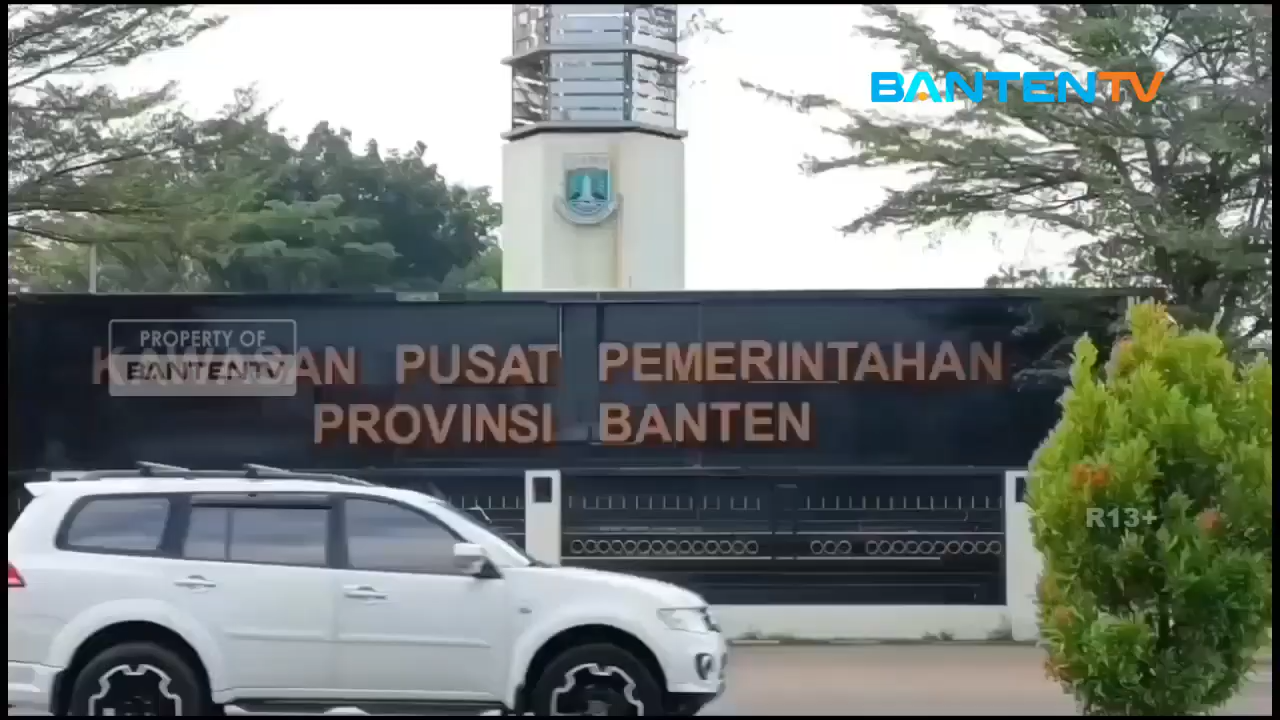 BANTENTV
PROPERTY OF
BANTENTV
KAWASAN PUSAT PEMERINTAHAN
PROVINSI BANTEN
R13+